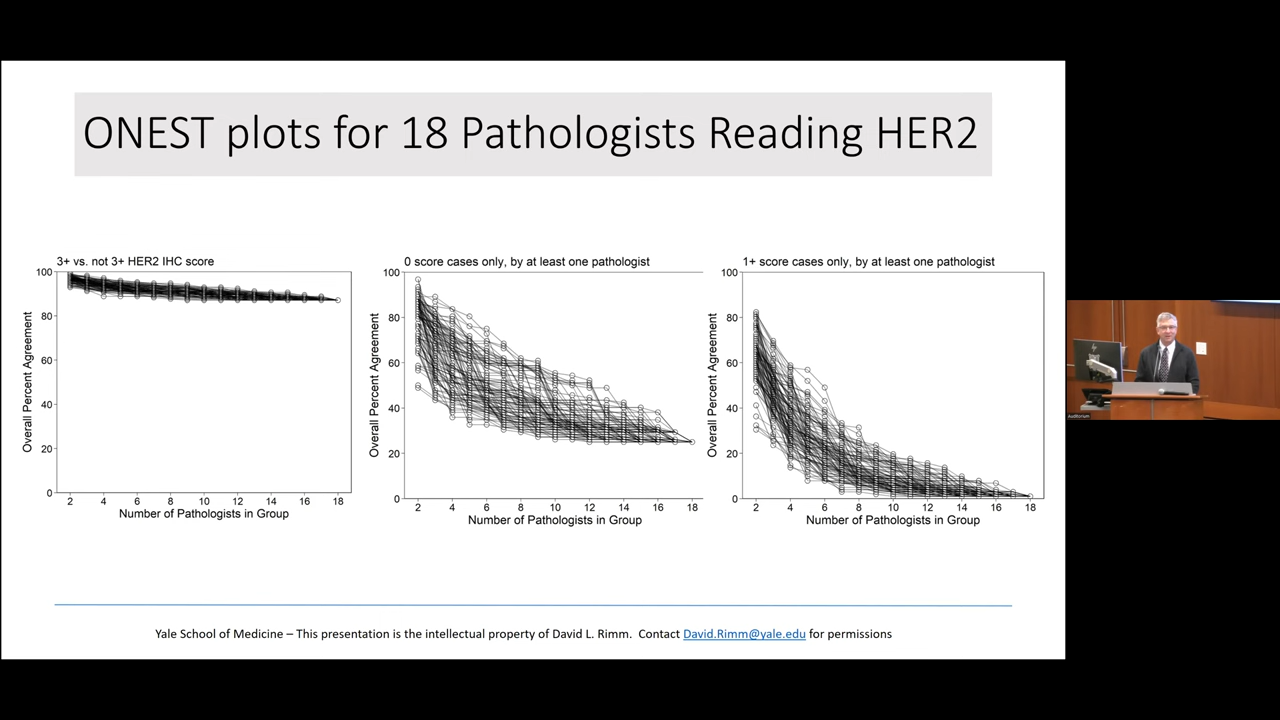 ONEST plots for 18 Pathologists Reading HER2
3+ vs. not 3+ HER2 IHC score
100
80
60
40
20
0
Overall Percent Agreement
2 4 6 8 10 12 14 16 18
Number of Pathologists in Group
0 score cases only, by at least one pathologist
100
80
60
40
20
0
Overall Percent Agreement
2 4 6 8 10 12 14 16 18
Number of Pathologists in Group
1+ score cases only, by at least one pathologist
100
80
60
40
20
0
Overall Percent Agreement
2 4 6 8 10 12 14 16 18
Number of Pathologists in Group
Yale School of Medicine – This presentation is the intellectual property of David L. Rimm. Contact David.Rimm@yale.edu for permissions
Auditorium